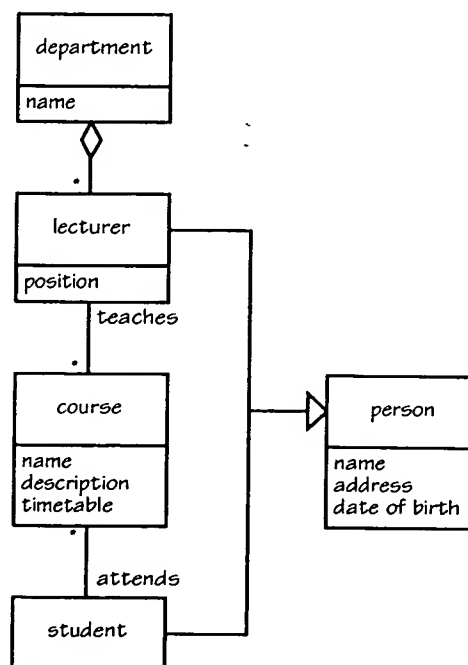 department
name
*
lecturer
position
teaches
*
course
name
description
timetable
*
attends
student
person
name
address
date of birth